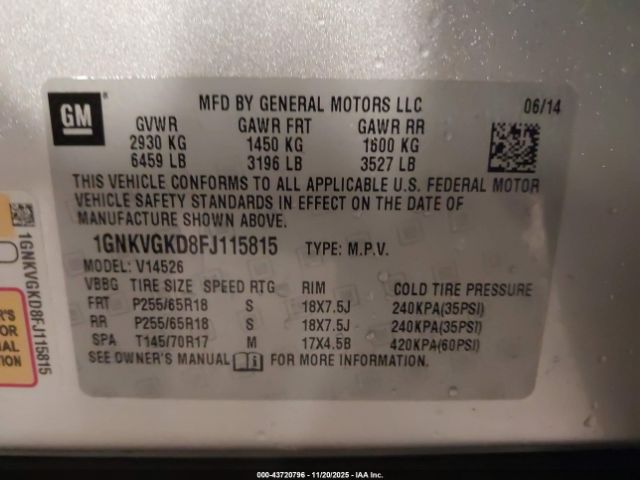 GM
MFD BY GENERAL MOTORS LLC 06/14
GVWR GAWR FRT GAWR RR
2930 KG 1450 KG 1600 KG
6459 LB 3196 LB 3527 LB
THIS VEHICLE CONFORMS TO ALL APPLICABLE U.S. FEDERAL MOTOR
VEHICLE SAFETY STANDARDS IN EFFECT ON THE DATE OF
MANUFACTURE SHOWN ABOVE.
1GNKVGKD8FJ115815 TYPE: M.P.V.
MODEL: V14526
VBBG TIRE SIZE SPEED RTG RIM COLD TIRE PRESSURE
FRT P255/65R18 S 18X7.5J 240KPA(35PSI)
RR P255/65R18 S 18X7.5J 240KPA(35PSI)
SPA T145/70R17 M 17X4.5B 420KPA(60PSI)
SEE OWNER'S MANUAL FOR MORE INFORMATION.
1GNKVGKD8FJ115815
000-43720796 - 11/20/2025 - IAA Inc.